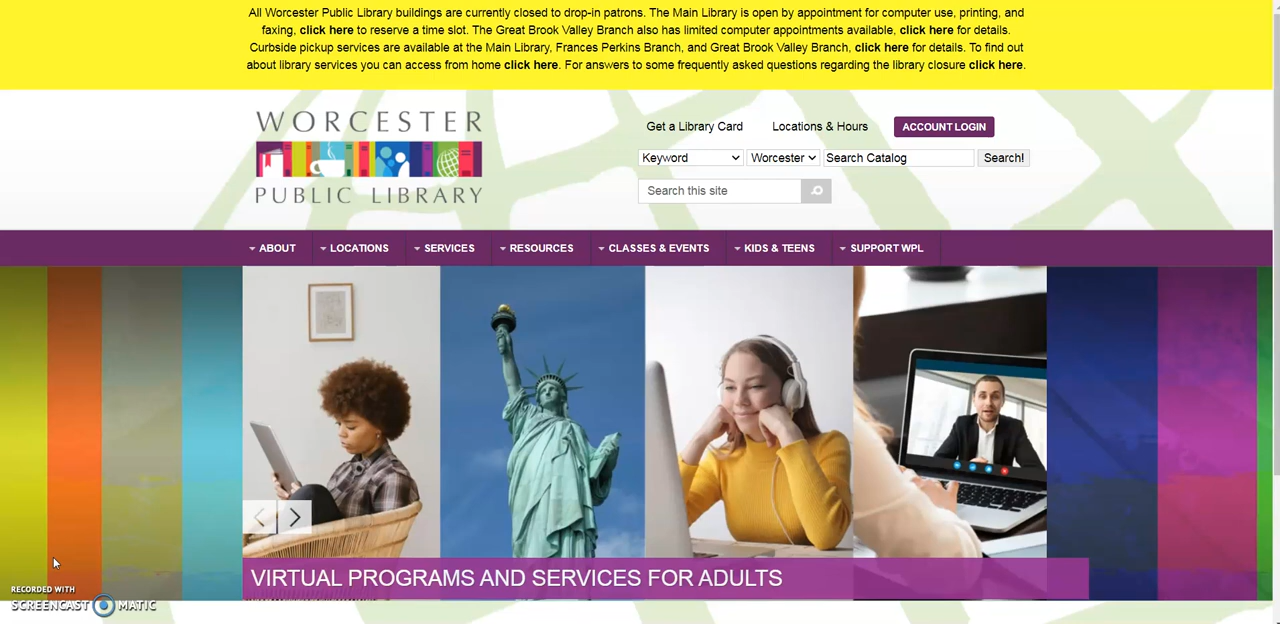 All Worcester Public Library buildings are currently closed to drop-in patrons. The Main Library is open by appointment for computer use, printing, and
faxing, click here to reserve a time slot. The Great Brook Valley Branch also has limited computer appointments available, click here for details.
Curbside pickup services are available at the Main Library, Frances Perkins Branch, and Great Brook Valley Branch, click here for details. To find out
about library services you can access from home click here. For answers to some frequently asked questions regarding the library closure click here.
WORCESTER
PUBLIC LIBRARY
Get a Library Card Locations & Hours ACCOUNT LOGIN
Keyword Worcester Search Catalog Search!
Search this site
ABOUT LOCATIONS SERVICES RESOURCES CLASSES & EVENTS KIDS & TEENS SUPPORT WPL
VIRTUAL PROGRAMS AND SERVICES FOR ADULTS
RECORDED WITH
SCREENCAST MATIC